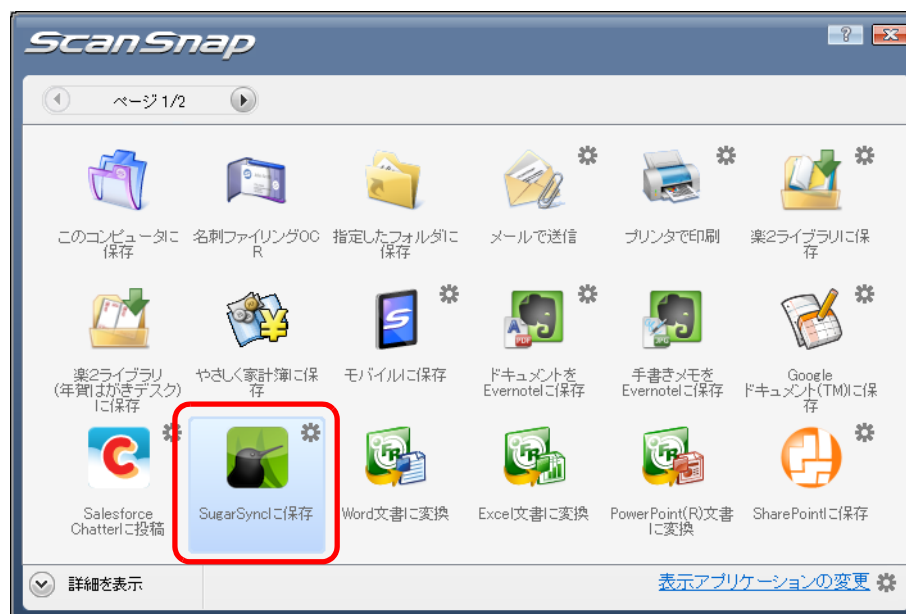 ScanSnap
?
ページ 1/2
このコンピュータに
保存
名刺ファイリングOC
R
指定したフォルダに
保存
メールで送信
プリンタで印刷
楽2ライブラリに保
存
楽2ライブラリ
(年賀はがきデスク)
に保存
やさしく家計簿に保
存
S
モバイルに保存
A
PDF
ドキュメントを
Evernoteに保存
JPG
手書きメモを
Evernoteに保存
Google
ドキュメント(TM)に保
存
C
Salesforce
Chatterに投稿
SugarSyncに保存
FR
Word文書に変換
FR
Excel文書に変換
FR
PowerPoint(R)文書
に変換
SharePointに保存
詳細を表示
表示アプリケーションの変更